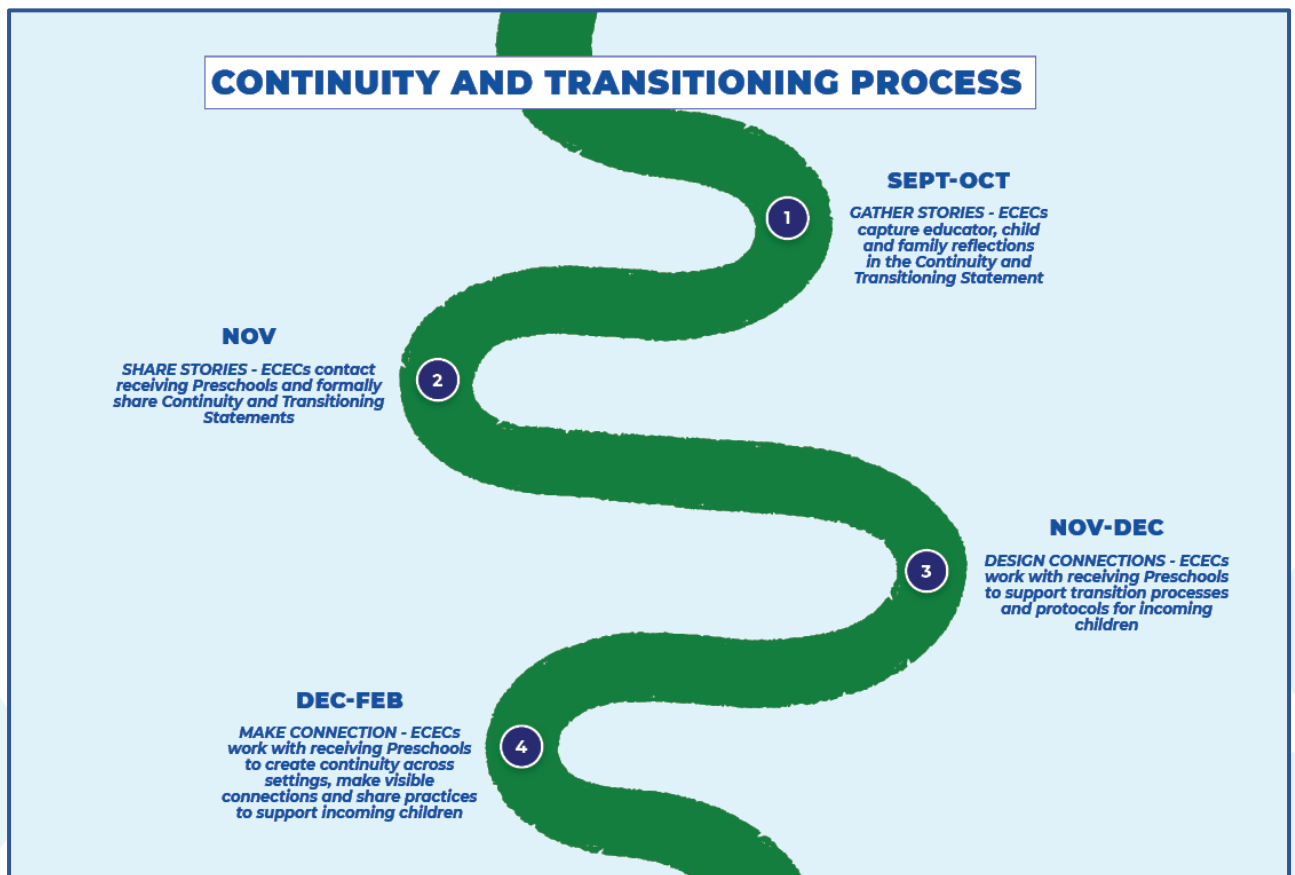 CONTINUITY AND TRANSITIONING PROCESS
SEPT-OCT
1
GATHER STORIES - ECECs
capture educator, child
and family reflections
in the Continuity and
Transitioning Statement
NOV
2
SHARE STORIES - ECECs contact
receiving Preschools and formally
share Continuity and Transitioning
Statements
NOV-DEC
3
DESIGN CONNECTIONS - ECECs
work with receiving Preschools
to support transition processes
and protocols for incoming
children
DEC-FEB
4
MAKE CONNECTION - ECECs
work with receiving Preschools
to create continuity across
settings, make visible
connections and share practices
to support incoming children